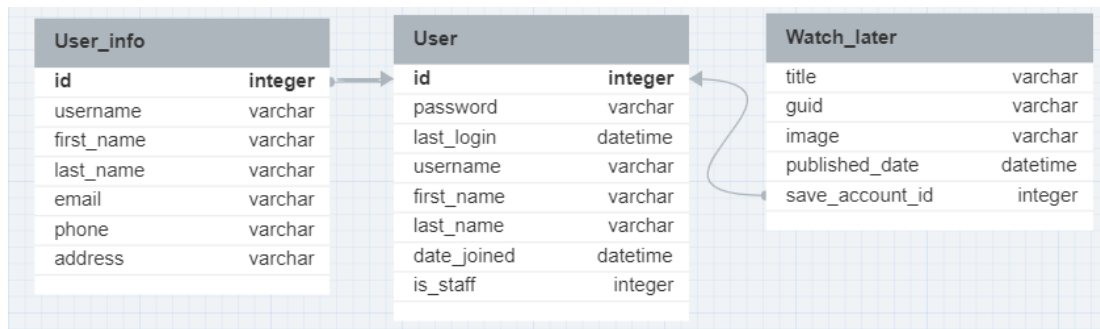 User_info
id integer
username varchar
first_name varchar
last_name varchar
email varchar
phone varchar
address varchar
User
id integer
password varchar
last_login datetime
username varchar
first_name varchar
last_name varchar
date_joined datetime
is_staff integer
Watch_later
title varchar
guid varchar
image varchar
published_date datetime
save_account_id integer